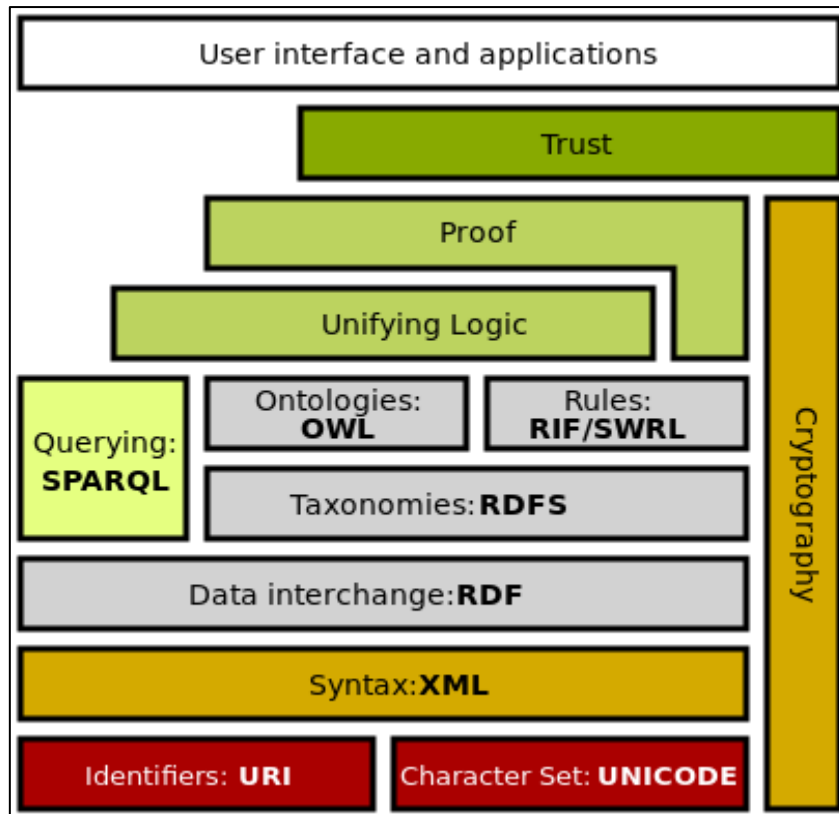 User interface and applications
Trust
Proof
Unifying Logic
Ontologies:
OWL
Rules:
RIF/SWRL
Querying:
SPARQL
Taxonomies:RDFS
Data interchange:RDF
Syntax:XML
Identifiers: URI
Character Set: UNICODE
Cryptography